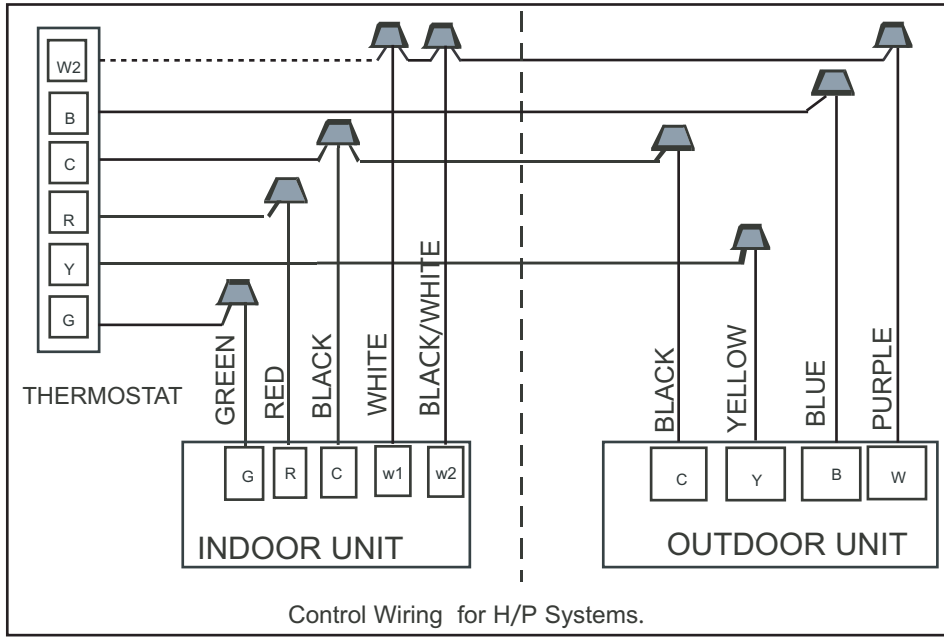 W2
B
C
R
Y
G
THERMOSTAT
GREEN
RED
BLACK
WHITE
BLACK/WHITE
BLACK
YELLOW
BLUE
PURPLE
G R C w1 w2
INDOOR UNIT
C Y B W
OUTDOOR UNIT
Control Wiring for H/P Systems.